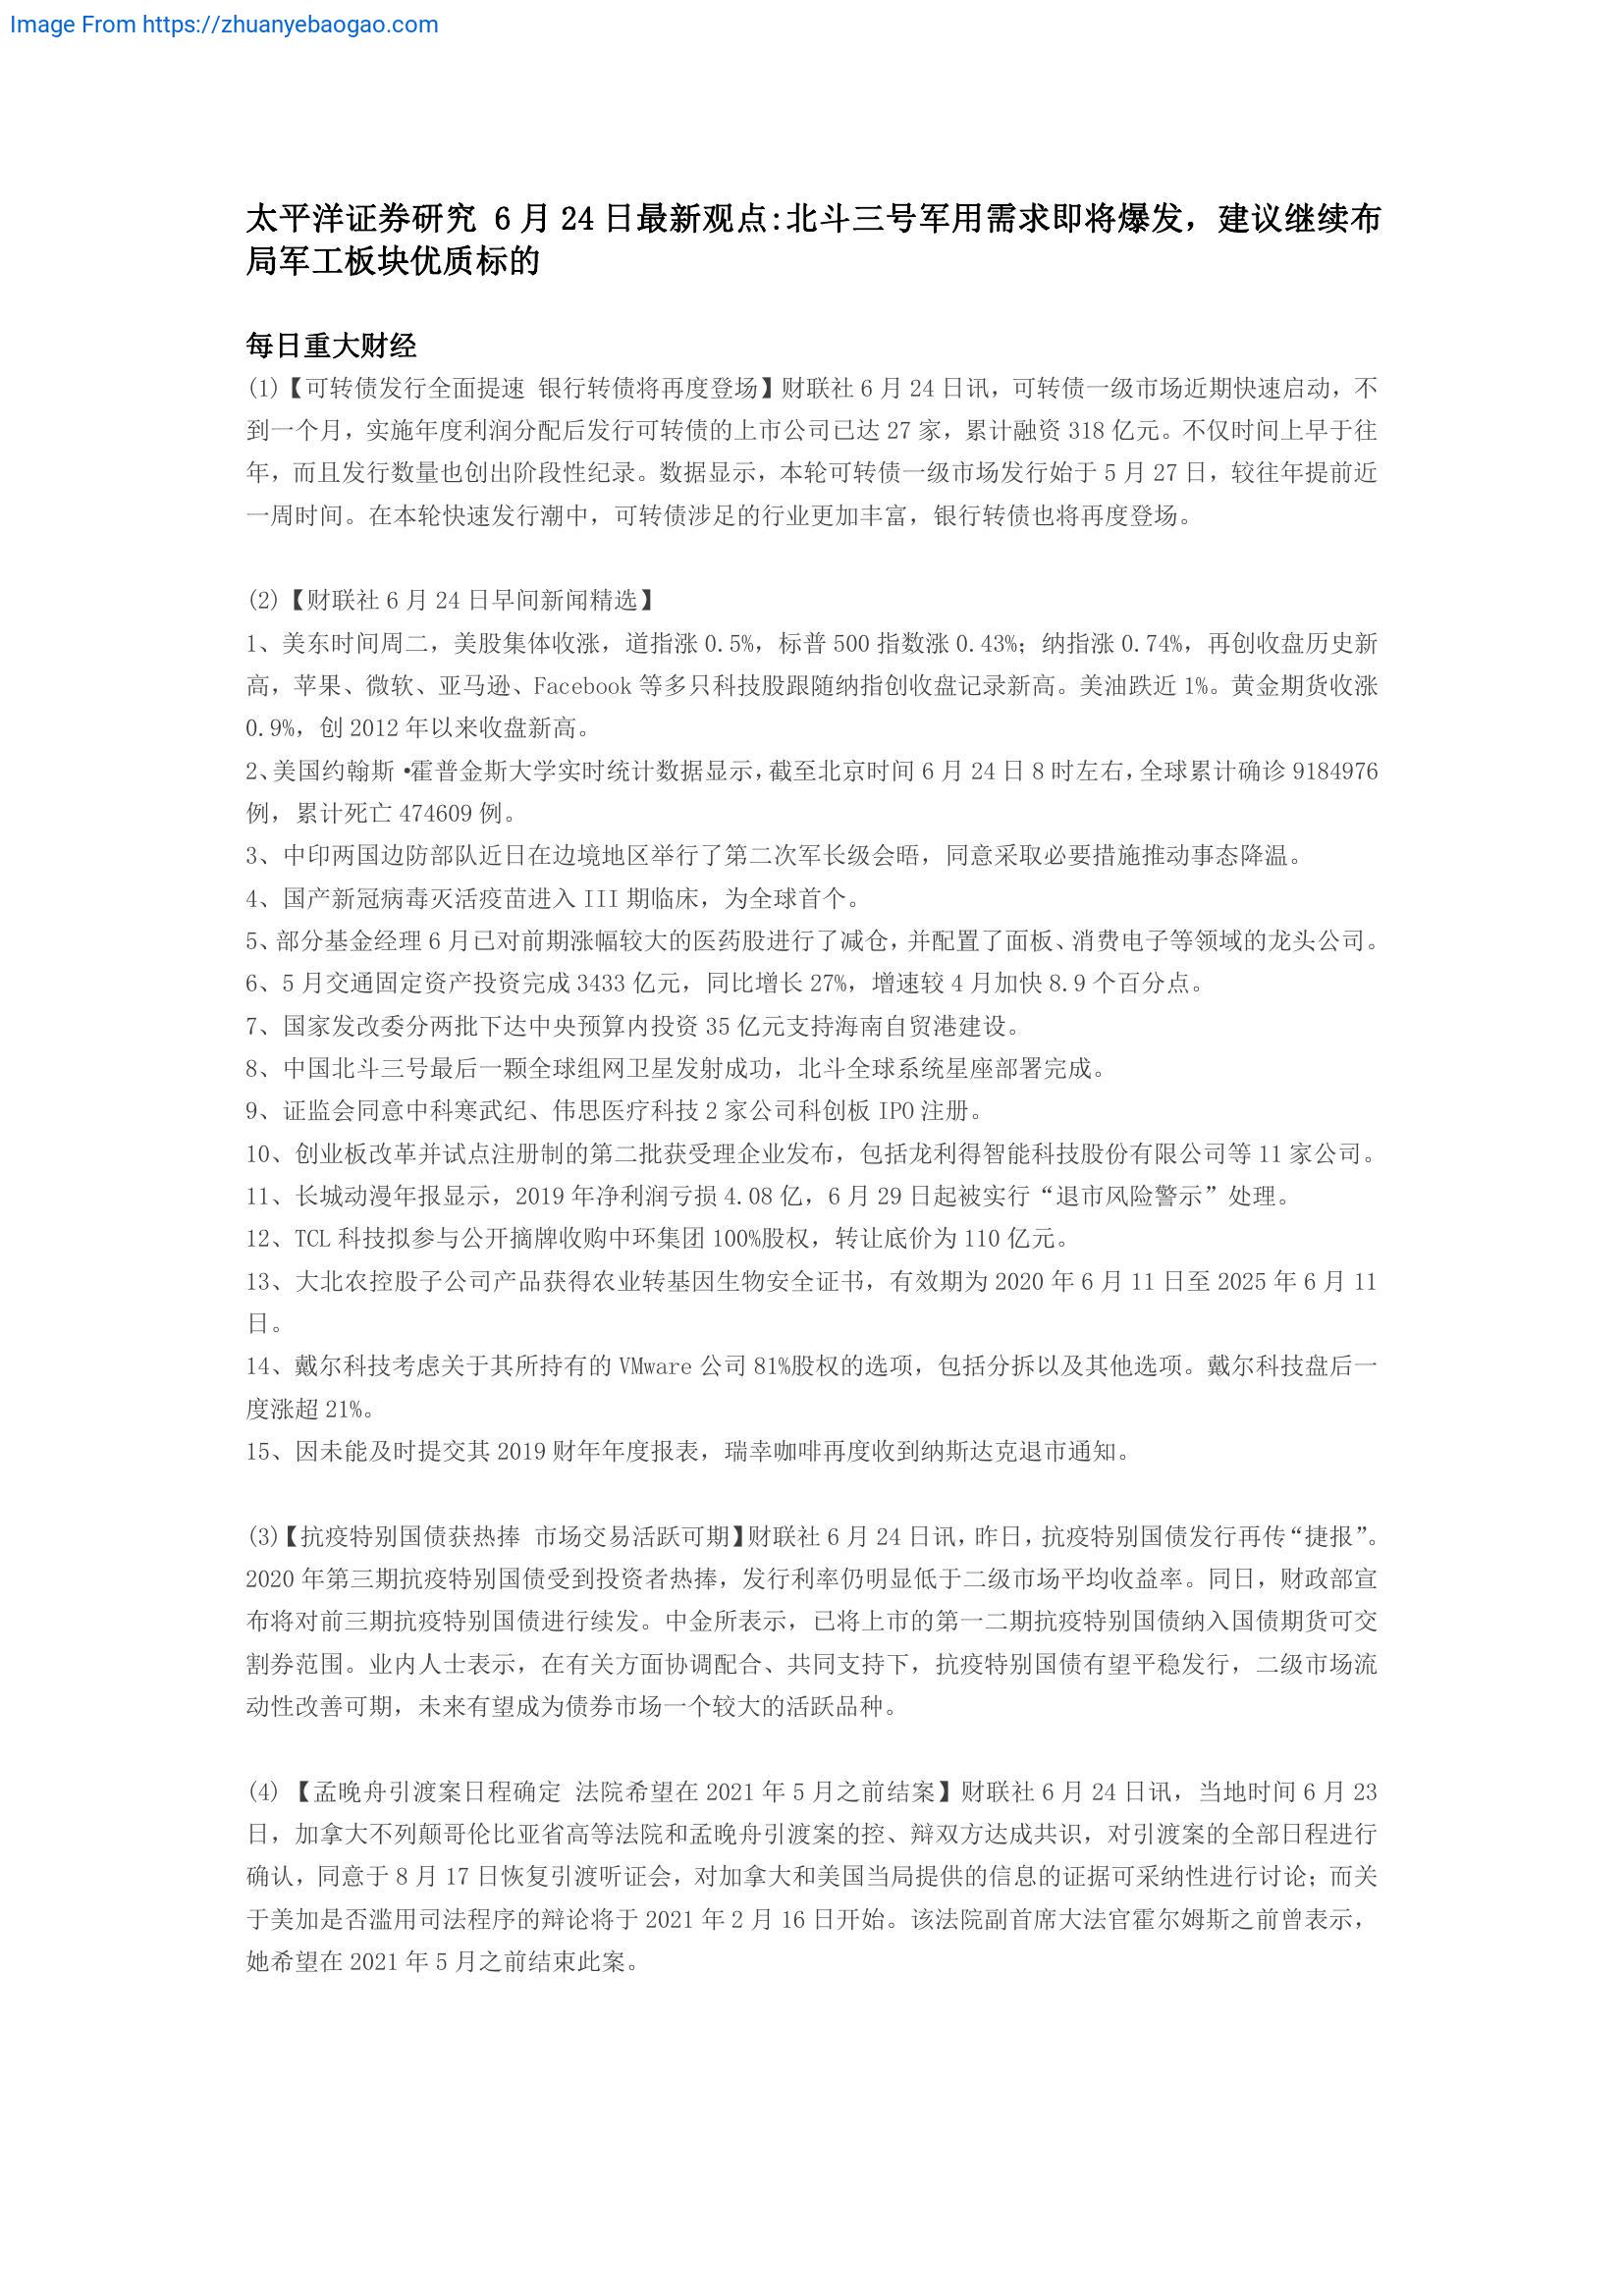 Image From https://zhuanyebaogao.com
太平洋证券研究 6 月 24 日最新观点:北斗三号军用需求即将爆发，建议继续布
局军工板块优质标的
每日重大财经
(1)【可转债发行全面提速 银行转债将再度登场】财联社 6 月 24 日讯，可转债一级市场近期快速启动，不
到一个月，实施年度利润分配后发行可转债的上市公司已达 27 家，累计融资 318 亿元。不仅时间上早于往
年，而且发行数量也创出阶段性纪录。数据显示，本轮可转债一级市场发行始于 5 月 27 日，较往年提前近
一周时间。在本轮快速发行潮中，可转债涉足的行业更加丰富，银行转债也将再度登场。
(2)【财联社 6 月 24 日早间新闻精选】
1、美东时间周二，美股集体收涨，道指涨 0.5%，标普 500 指数涨 0.43%；纳指涨 0.74%，再创收盘历史新
高，苹果、微软、亚马逊、Facebook 等多只科技股跟随纳指创收盘记录新高。美油跌近 1%。黄金期货收涨
0.9%，创 2012 年以来收盘新高。
2、美国约翰斯·霍普金斯大学实时统计数据显示，截至北京时间 6 月 24 日 8 时左右，全球累计确诊 9184976
例，累计死亡 474609 例。
3、中印两国边防部队近日在边境地区举行了第二次军长级会晤，同意采取必要措施推动事态降温。
4、国产新冠病毒灭活疫苗进入 III 期临床，为全球首个。
5、部分基金经理 6 月已对前期涨幅较大的医药股进行了减仓，并配置了面板、消费电子等领域的龙头公司。
6、5 月交通固定资产投资完成 3433 亿元，同比增长 27%，增速较 4 月加快 8.9 个百分点。
7、国家发改委分两批下达中央预算内投资 35 亿元支持海南自贸港建设。
8、中国北斗三号最后一颗全球组网卫星发射成功，北斗全球系统星座部署完成。
9、证监会同意中科寒武纪、伟思医疗科技 2 家公司科创板 IPO 注册。
10、创业板改革并试点注册制的第二批获受理企业发布，包括龙利得智能科技股份有限公司等 11 家公司。
11、长城动漫年报显示，2019 年净利润亏损 4.08 亿，6 月 29 日起被实行“退市风险警示”处理。
12、TCL 科技拟参与公开摘牌收购中环集团 100%股权，转让底价为 110 亿元。
13、大北农控股子公司产品获得农业转基因生物安全证书，有效期为 2020 年 6 月 11 日至 2025 年 6 月 11
日。
14、戴尔科技考虑关于其所持有的 VMware 公司 81%股权的选项，包括分拆以及其他选项。戴尔科技盘后一
度涨超 21%。
15、因未能及时提交其 2019 财年年度报表，瑞幸咖啡再度收到纳斯达克退市通知。
(3)【抗疫特别国债获热捧 市场交易活跃可期】财联社 6 月 24 日讯，昨日，抗疫特别国债发行再传“捷报”。
2020 年第三期抗疫特别国债受到投资者热捧，发行利率仍明显低于二级市场平均收益率。同日，财政部宣
布将对前三期抗疫特别国债进行续发。中金所表示，已将上市的第一二期抗疫特别国债纳入国债期货可交
割券范围。业内人士表示，在有关方面协调配合、共同支持下，抗疫特别国债有望平稳发行，二级市场流
动性改善可期，未来有望成为债券市场一个较大的活跃品种。
(4) 【孟晚舟引渡案日程确定 法院希望在 2021 年 5 月之前结案】财联社 6 月 24 日讯，当地时间 6 月 23
日，加拿大不列颠哥伦比亚省高等法院和孟晚舟引渡案的控、辩双方达成共识，对引渡案的全部日程进行
确认，同意于 8 月 17 日恢复引渡听证会，对加拿大和美国当局提供的信息的证据可采纳性进行讨论；而关
于美加是否滥用司法程序的辩论将于 2021 年 2 月 16 日开始。该法院副首席大法官霍尔姆斯之前曾表示，
她希望在 2021 年 5 月之前结束此案。